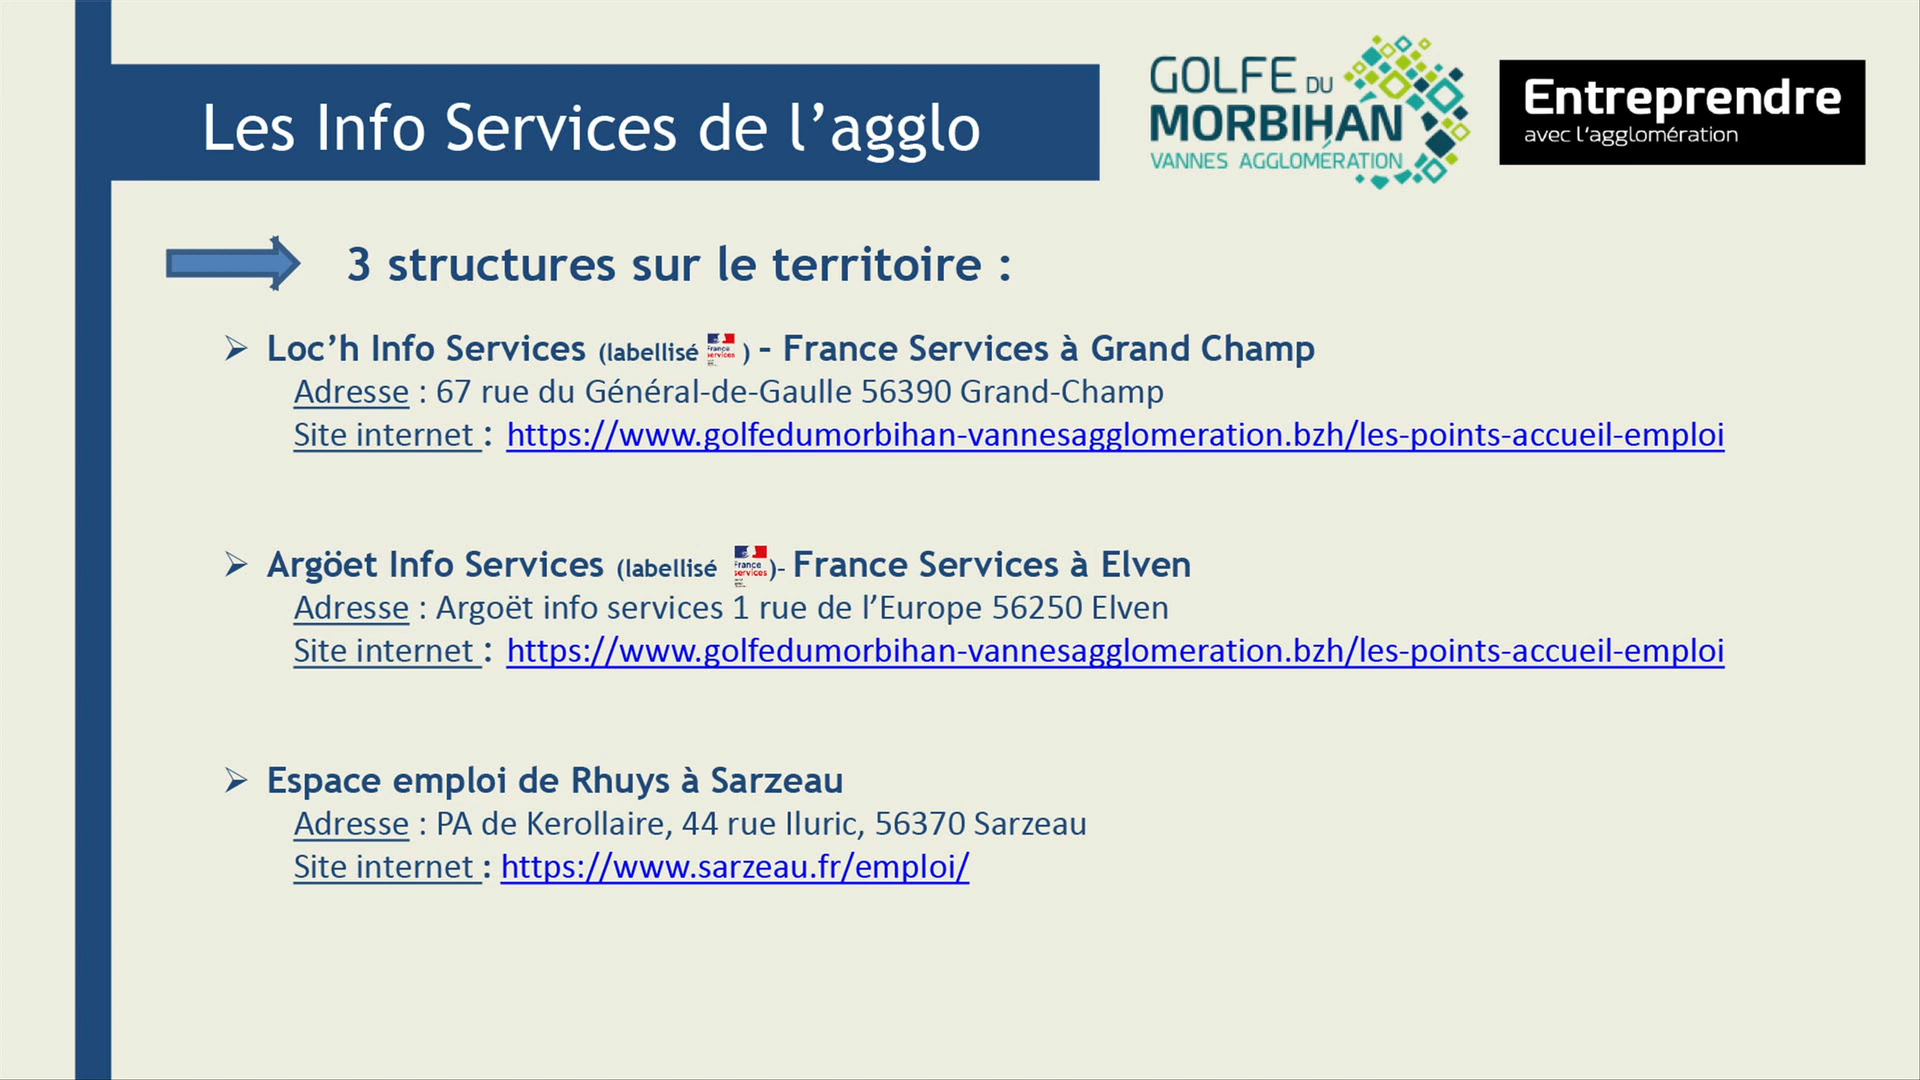 Les Info Services de l’agglo
GOLFE DU
MORBIHAN
VANNES AGGLOMÉRATION
Entreprendre
avec l'agglomération
3 structures sur le territoire :
Loc’h Info Services (labellisé France services ) – France Services à Grand Champ
Adresse : 67 rue du Général-de-Gaulle 56390 Grand-Champ
Site internet : https://www.golfedumorbihan-vannesagglomeration.bzh/les-points-accueil-emploi
Argöet Info Services (labellisé France services )- France Services à Elven
Adresse : Argoët info services 1 rue de l’Europe 56250 Elven
Site internet : https://www.golfedumorbihan-vannesagglomeration.bzh/les-points-accueil-emploi
Espace emploi de Rhuys à Sarzeau
Adresse : PA de Kerollaire, 44 rue Iluric, 56370 Sarzeau
Site internet : https://www.sarzeau.fr/emploi/